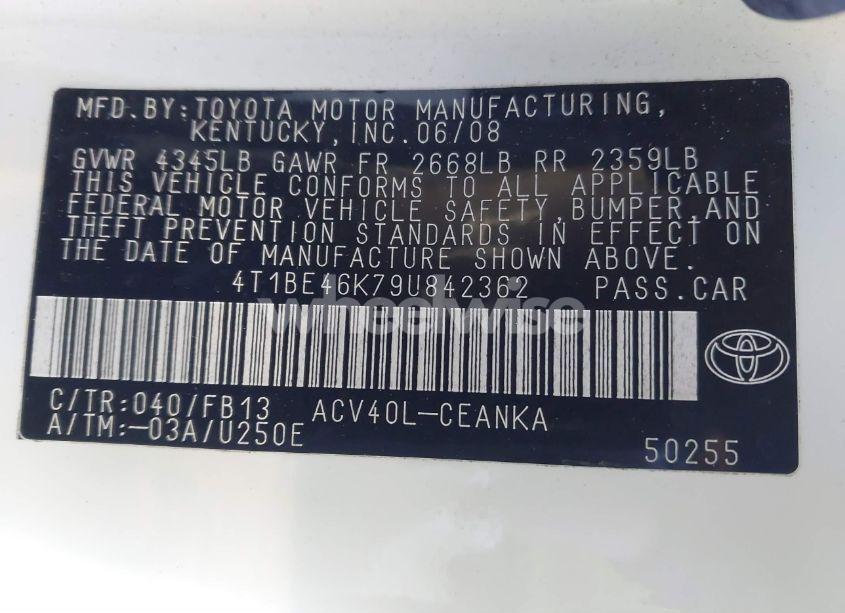 MFD.BY:TOYOTA MOTOR MANUFACTURING,
KENTUCKY,INC.06/08
GVWR 4345LB GAWR FR 2668LB RR 2359LB
THIS VEHICLE CONFORMS TO ALL APPLICABLE
FEDERAL MOTOR VEHICLE SAFETY,BUMPER,AND
THEFT PREVENTION STANDARDS IN EFFECT ON
THE DATE OF MANUFACTURE SHOWN ABOVE.
4T1BE46K79U842362 PASS.CAR
wheelwise
C/TR:040/FB13 ACV40L-CEANKA
A/TM:-03A/U250E
50255